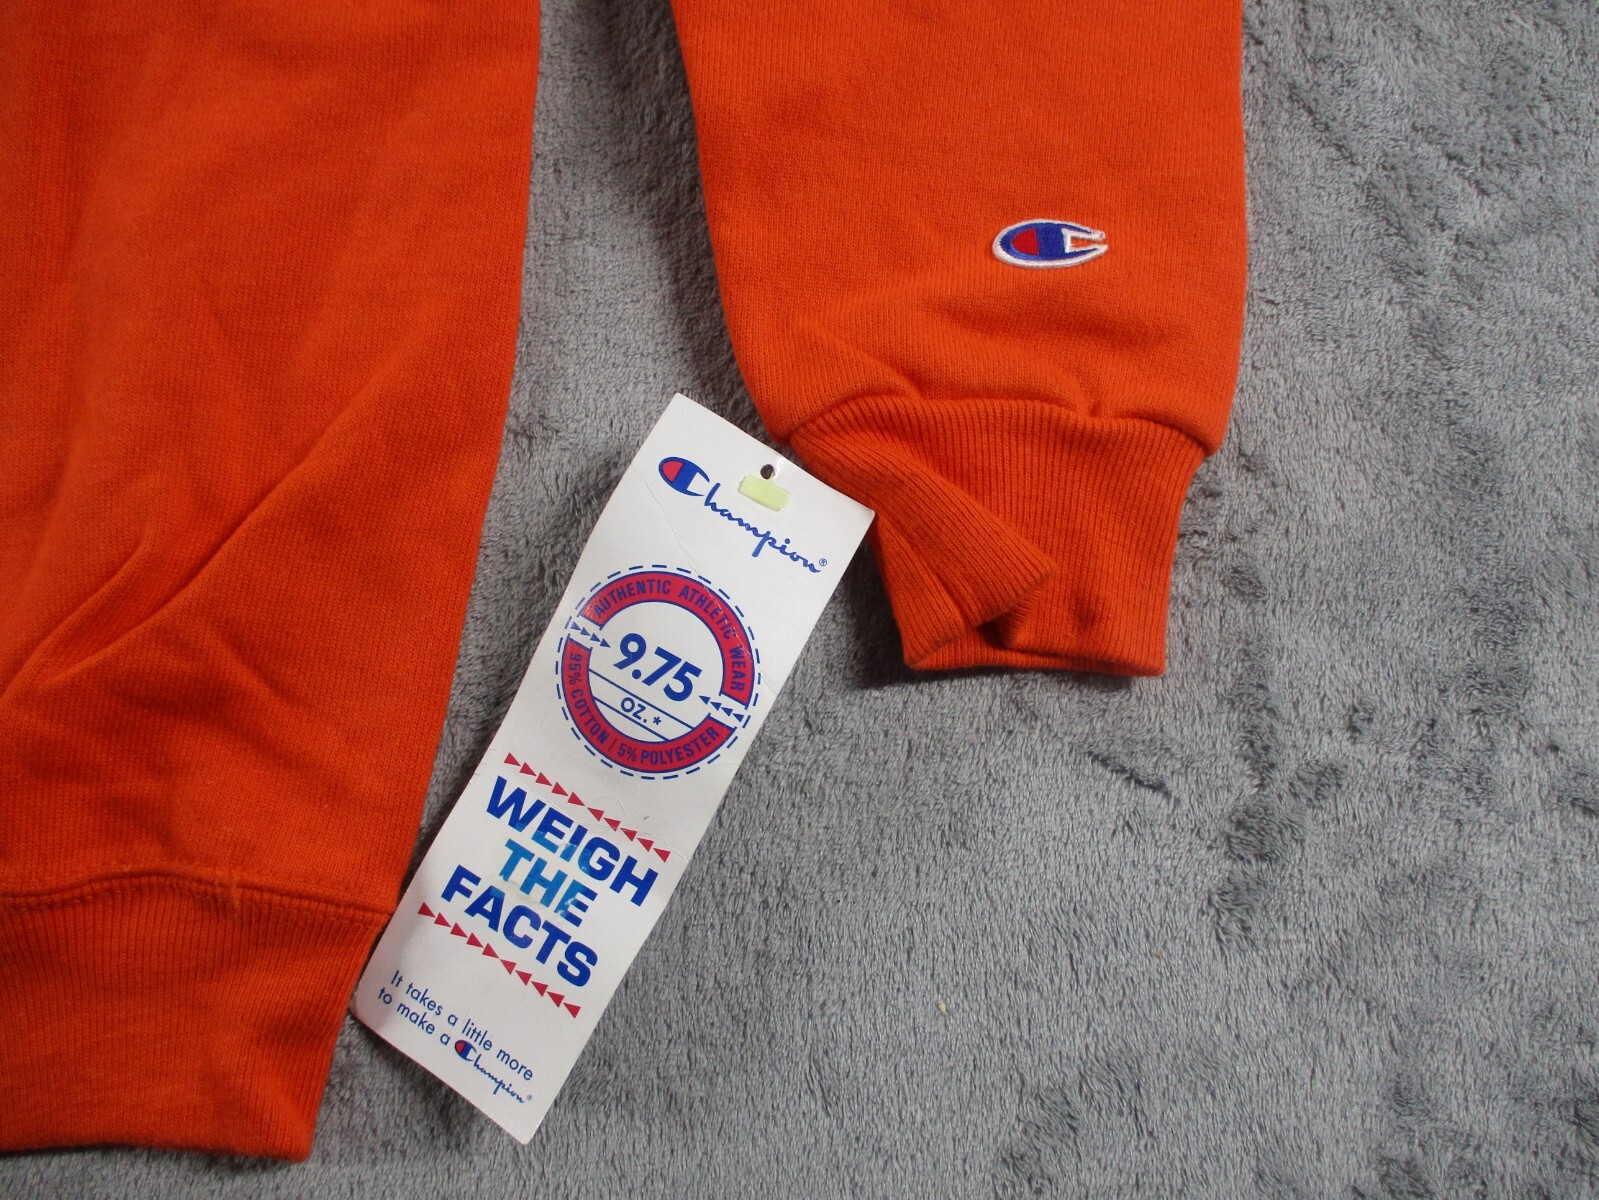 Champion®
AUTHENTIC ATHLETIC WEAR
9.75
OZ.*
95% COTTON | 5% POLYESTER
WEIGH
THE
FACTS
It takes a little more
to make a Champion®